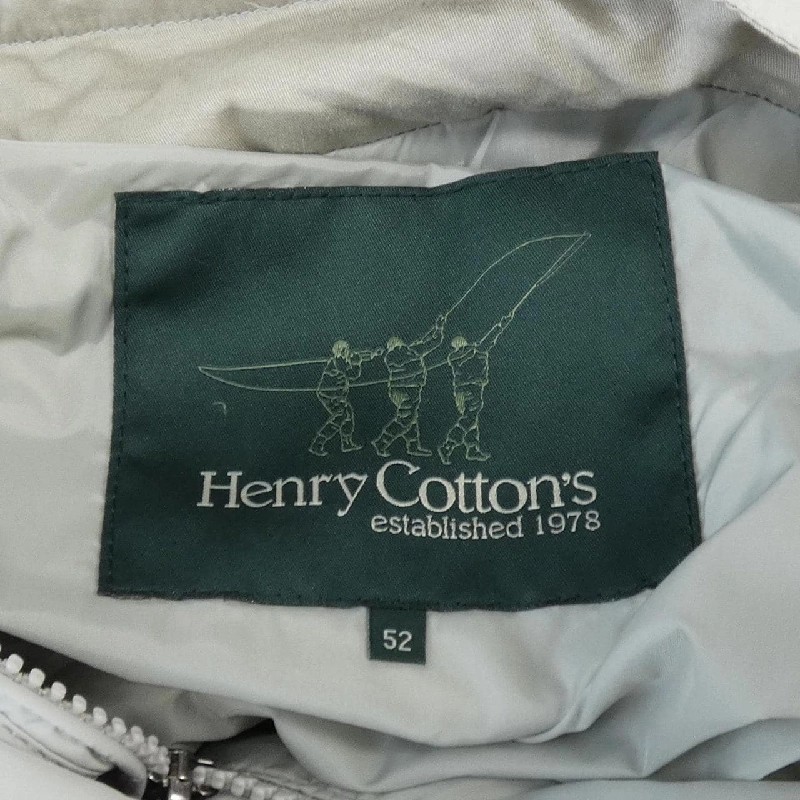 Henry Cotton's
established 1978
52